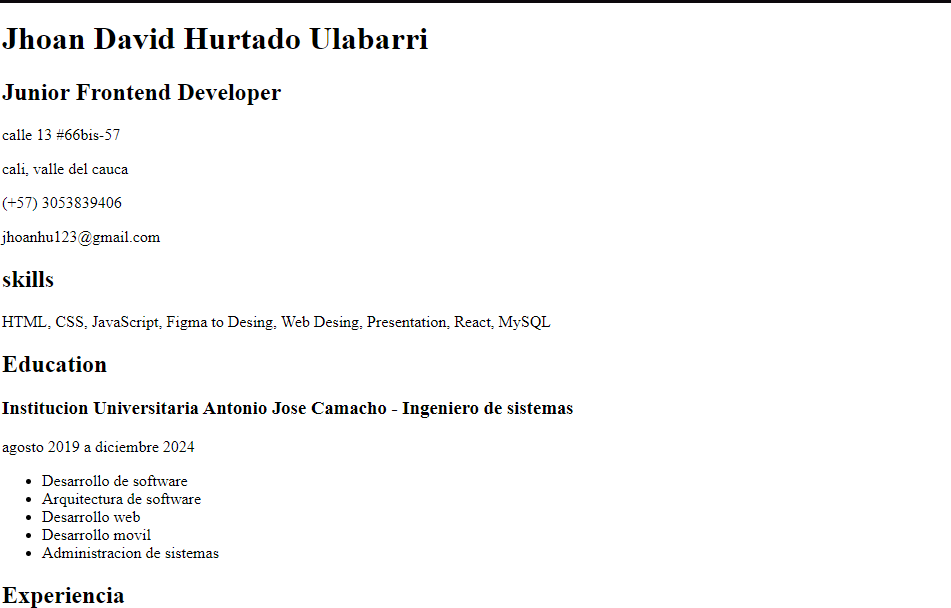 Jhoan David Hurtado Ulabarri
Junior Frontend Developer
calle 13 #66bis-57
cali, valle del cauca
(+57) 3053839406
jhoanhu123@gmail.com
skills
HTML, CSS, JavaScript, Figma to Desing, Web Desing, Presentation, React, MySQL
Education
Institucion Universitaria Antonio Jose Camacho - Ingeniero de sistemas
agosto 2019 a diciembre 2024
• Desarrollo de software
• Arquitectura de software
• Desarrollo web
• Desarrollo movil
• Administracion de sistemas
Experiencia